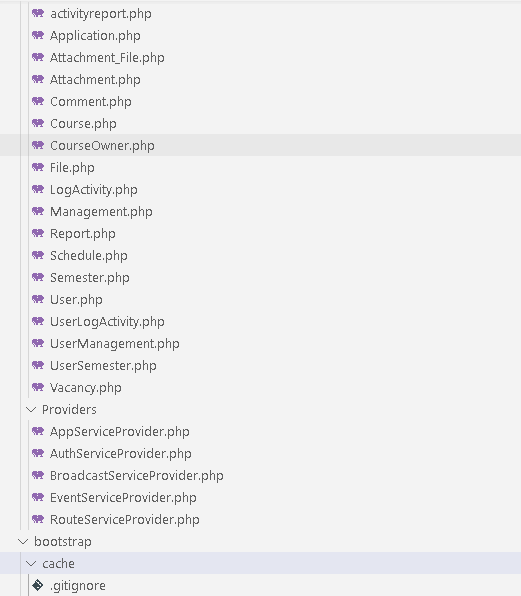 activityreport.php
Application.php
Attachment_File.php
Attachment.php
Comment.php
Course.php
CourseOwner.php
File.php
LogActivity.php
Management.php
Report.php
Schedule.php
Semester.php
User.php
UserLogActivity.php
UserManagement.php
UserSemester.php
Vacancy.php
Providers
AppServiceProvider.php
AuthServiceProvider.php
BroadcastServiceProvider.php
EventServiceProvider.php
RouteServiceProvider.php
bootstrap
cache
.gitignore